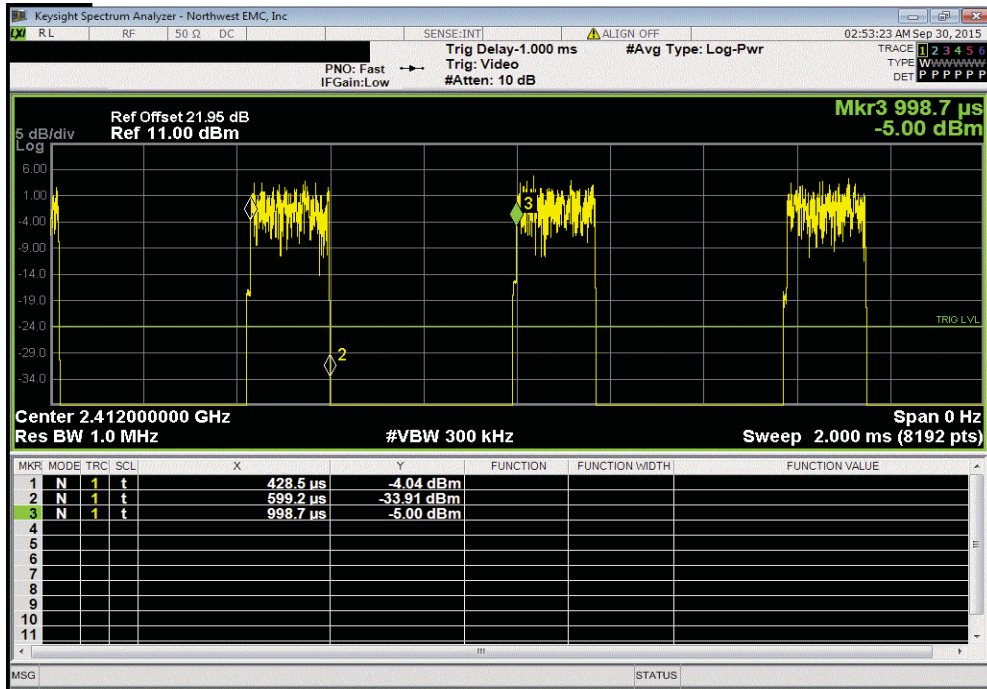 Keysight Spectrum Analyzer - Northwest EMC, Inc
LXI RL RF 50 Ω DC SENSE:INT ALIGN OFF 02:53:23 AM Sep 30, 2015
PNO: Fast
IFGain:Low
Trig Delay-1.000 ms
Trig: Video
#Atten: 10 dB
#Avg Type: Log-Pwr
TRACE 1 2 3 4 5 6
TYPE WWWWWW
DET P P P P P P
Mkr3 998.7 µs
-5.00 dBm
Ref Offset 21.95 dB
Ref 11.00 dBm
5 dB/div
Log
6.00
1.00
-4.00
-9.00
-14.0
-19.0
-24.0
-29.0
-34.0
3
2
TRIG LVL
Center 2.412000000 GHz
Span 0 Hz
Res BW 1.0 MHz
#VBW 300 kHz
Sweep 2.000 ms (8192 pts)
MKR MODE TRC SCL X Y FUNCTION FUNCTION WIDTH FUNCTION VALUE
1 N 1 t 428.5 µs -4.04 dBm
2 N 1 t 599.2 µs -33.91 dBm
3 N 1 t 998.7 µs -5.00 dBm
4
5
6
7
8
9
10
11
MSG
STATUS